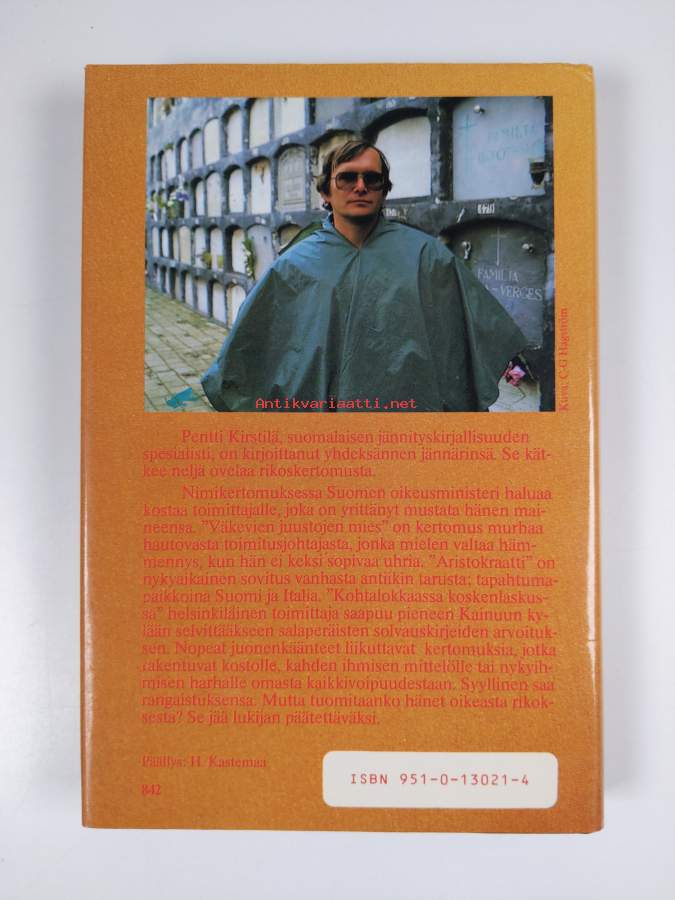 FAMILIA
471
FAMILIA
-VERGES
Kuva: C-G Hagström
Antikvariaatti.net
Pentti Kirstilä, suomalaisen jännityskirjallisuuden
spesialisti, on kirjoittanut yhdeksännen jännärinsä. Se kät-
kee neljä ovelaa rikoskertomusta.
Nimikertomuksessa Suomen oikeusministeri haluaa
kostaa toimittajalle, joka on yrittänyt mustata hänen mai-
neensa. ”Väkevien juustojen mies” on kertomus murhaa
hautovasta toimitusjohtajasta, jonka mielen valtaa häm-
mennys, kun hän ei keksi sopivaa uhria. ”Aristokraatti” on
nykyaikainen sovitus vanhasta antiikin tarusta; tapahtuma-
paikkoina Suomi ja Italia. ”Kohtalokkaassa koskenlaskus-
sa” helsinkiläinen toimittaja saapuu pieneen Kainuun ky-
lään selvittääkseen salaperäisten solvauskirjeiden arvoituk-
sen. Nopeat juonenkäänteet liikuttavat kertomuksia, jotka
rakentuvat kostolle, kahden ihmisen mittelölle tai nykyih-
misen harhalle omasta kaikkivoipuudestaan. Syyllinen saa
rangaistuksensa. Mutta tuomitaanko hänet oikeasta rikok-
sesta? Se jää lukijan päätettäväksi.
Päällys: H. Kastemaa
842
ISBN 951-0-13021-4